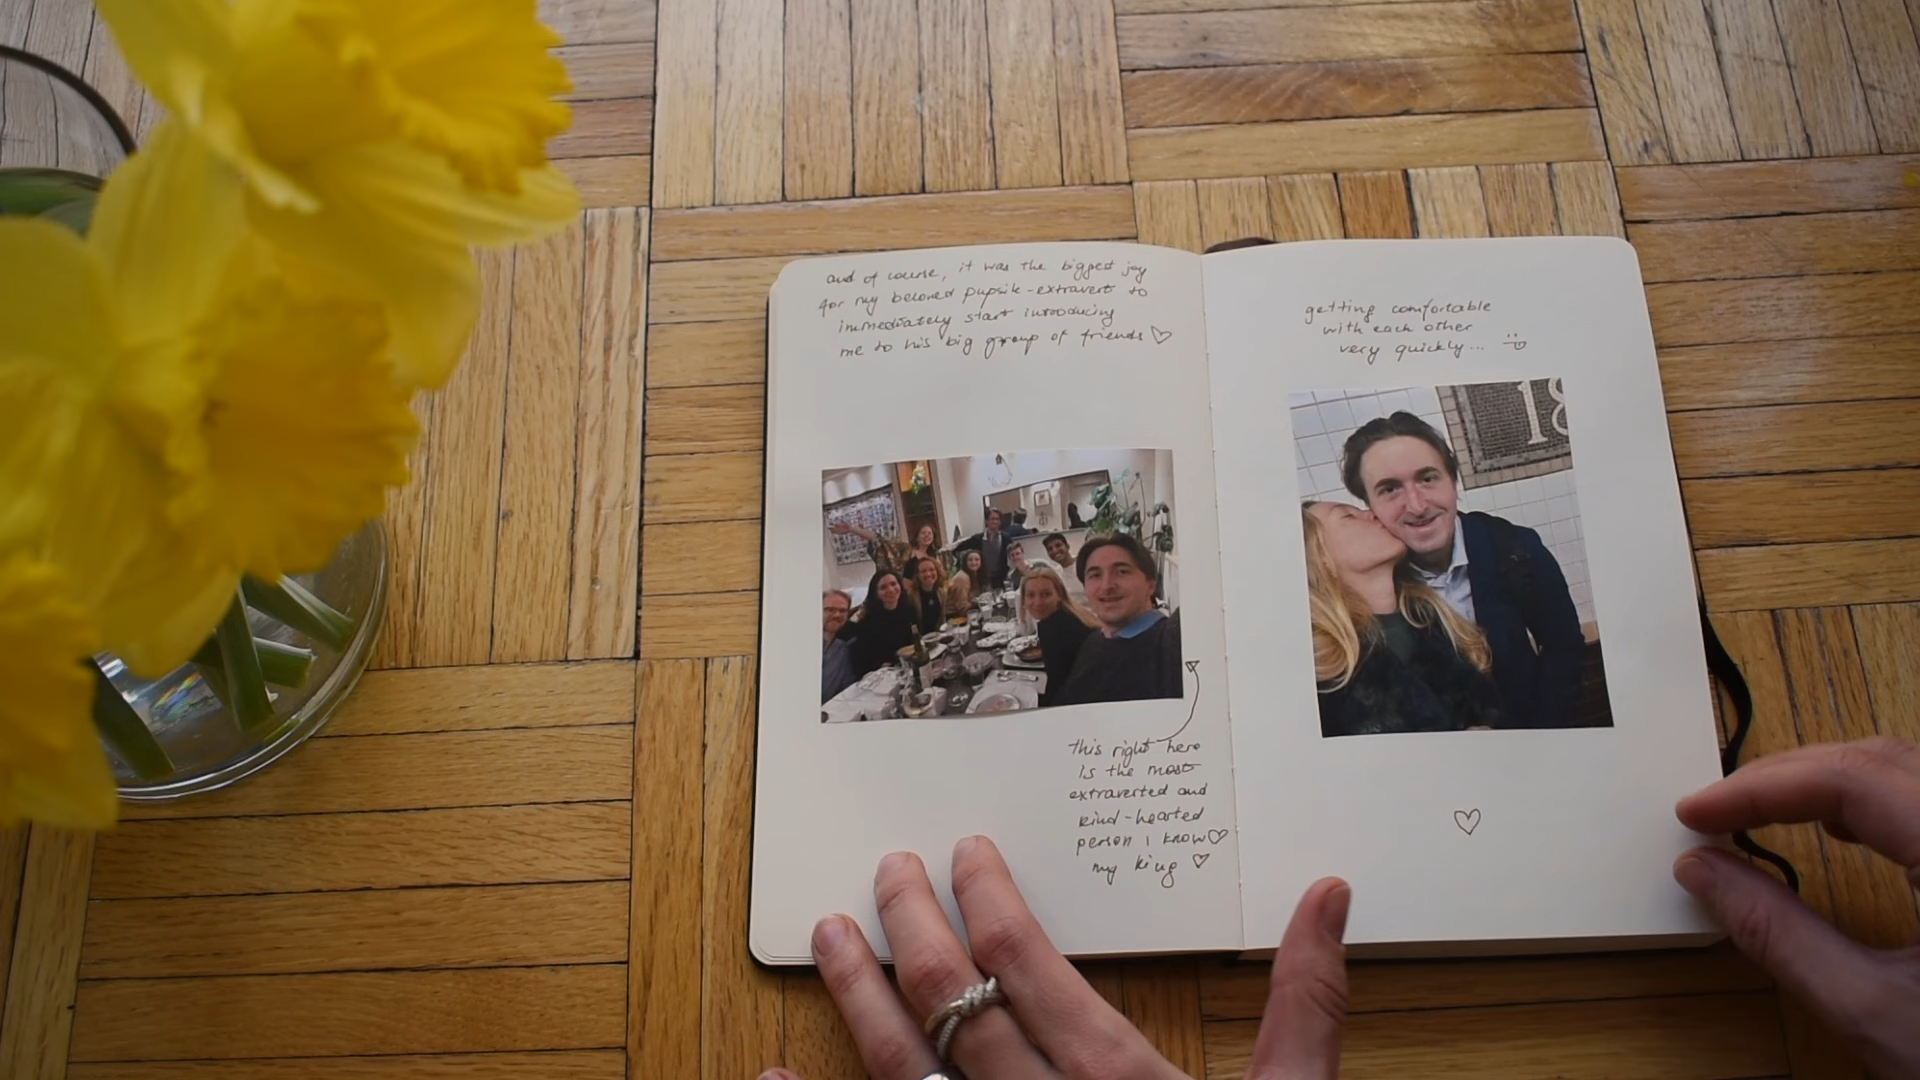 and of course, it was the biggest joy
for my beloved pupsik-extravert to
immediately start introducing
me to his big group of friends ♡
this right here
is the most
extraverted and
kind-hearted
person I know ♡
my king ♡
getting comfortable
with each other
very quickly...
18